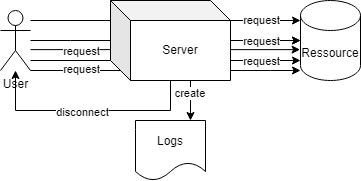 request
request
request
Server
request
request
Ressource
request
User
disconnect
create
Logs